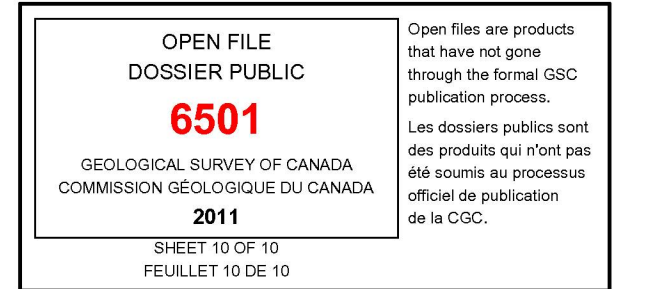 OPEN FILE
DOSSIER PUBLIC
6501
GEOLOGICAL SURVEY OF CANADA
COMMISSION GÉOLOGIQUE DU CANADA
2011
SHEET 10 OF 10
FEUILLET 10 DE 10
Open files are products
that have not gone
through the formal GSC
publication process.
Les dossiers publics sont
des produits qui n'ont pas
été soumis au processus
officiel de publication
de la CGC.